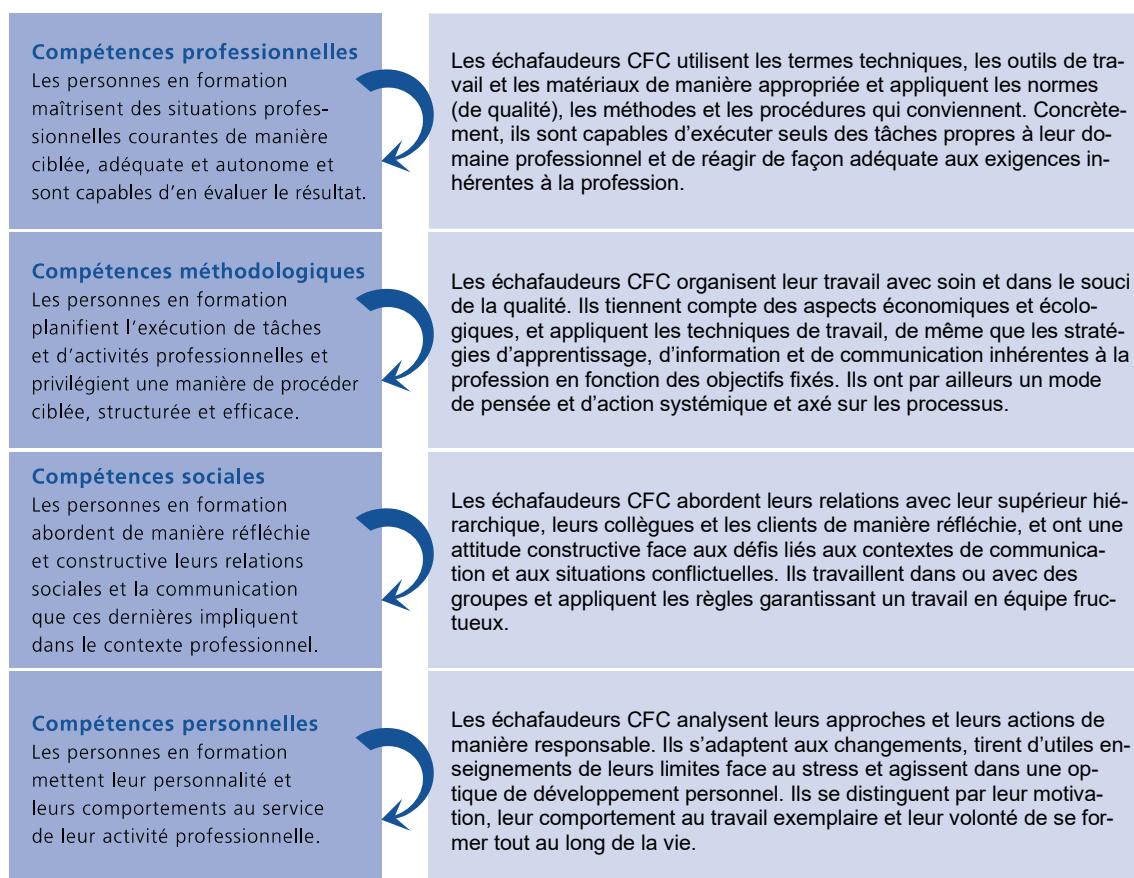 Compétences professionnelles
Les personnes en formation
maîtrisent des situations profes-
sionnelles courantes de manière
ciblée, adéquate et autonome et
sont capables d’en évaluer le résultat.
Les échafaudeurs CFC utilisent les termes techniques, les outils de tra-
vail et les matériaux de manière appropriée et appliquent les normes
(de qualité), les méthodes et les procédures qui conviennent. Concrète-
ment, ils sont capables d’exécuter seuls des tâches propres à leur do-
maine professionnel et de réagir de façon adéquate aux exigences in-
hérentes à la profession.
Compétences méthodologiques
Les personnes en formation
planifient l’exécution de tâches
et d’activités professionnelles et
privilégient une manière de procéder
ciblée, structurée et efficace.
Les échafaudeurs CFC organisent leur travail avec soin et dans le souci
de la qualité. Ils tiennent compte des aspects économiques et écolo-
giques, et appliquent les techniques de travail, de même que les straté-
gies d’apprentissage, d’information et de communication inhérentes à la
profession en fonction des objectifs fixés. Ils ont par ailleurs un mode
de pensée et d’action systémique et axé sur les processus.
Compétences sociales
Les personnes en formation
abordent de manière réfléchie
et constructive leurs relations
sociales et la communication
que ces dernières impliquent
dans le contexte professionnel.
Les échafaudeurs CFC abordent leurs relations avec leur supérieur hié-
rarchique, leurs collègues et les clients de manière réfléchie, et ont une
attitude constructive face aux défis liés aux contextes de communica-
tion et aux situations conflictuelles. Ils travaillent dans ou avec des
groupes et appliquent les règles garantissant un travail en équipe fruc-
tueux.
Compétences personnelles
Les personnes en formation
mettent leur personnalité et
leurs comportements au service
de leur activité professionnelle.
Les échafaudeurs CFC analysent leurs approches et leurs actions de
manière responsable. Ils s’adaptent aux changements, tirent d’utiles en-
seignements de leurs limites face au stress et agissent dans une op-
tique de développement personnel. Ils se distinguent par leur motiva-
tion, leur comportement au travail exemplaire et leur volonté de se for-
mer tout au long de la vie.